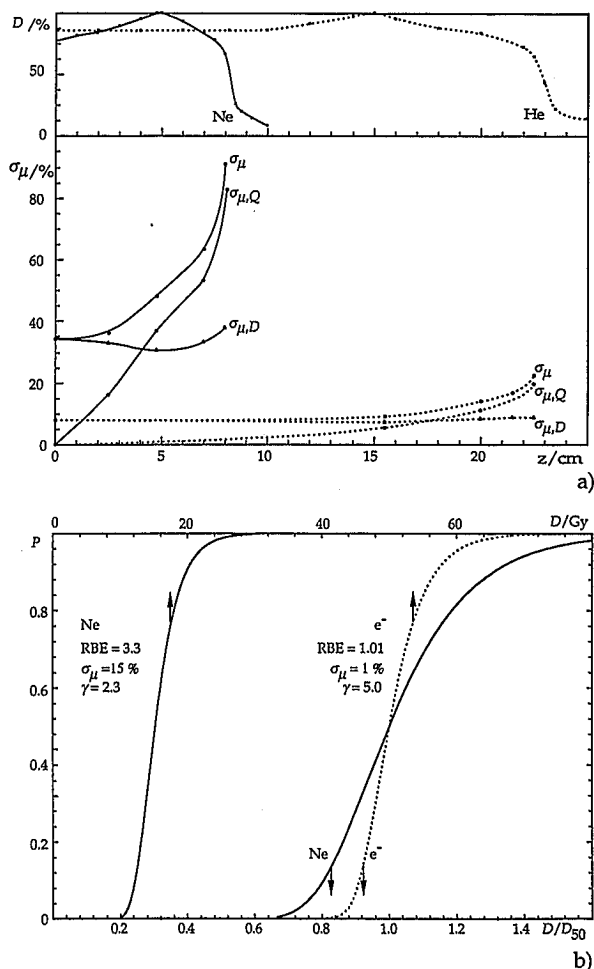 D /%
50
0
Ne
He
σμ/%
80
60
40
20
0
σμ
σμ,Q
σμ,D
σμ
σμ,Q
σμ,D
0 5 10 15 20 z/cm
a)
0 20 40 60 D/Gy
P
0.8
0.6
0.4
0.2
0
Ne
RBE = 3.3
σμ =15 %
γ=2.3
e⁻
RBE = 1.01
σμ = 1 %
γ= 5.0
Ne
e⁻
0.2 0.4 0.6 0.8 1.0 1.2 1.4 D/D50
b)